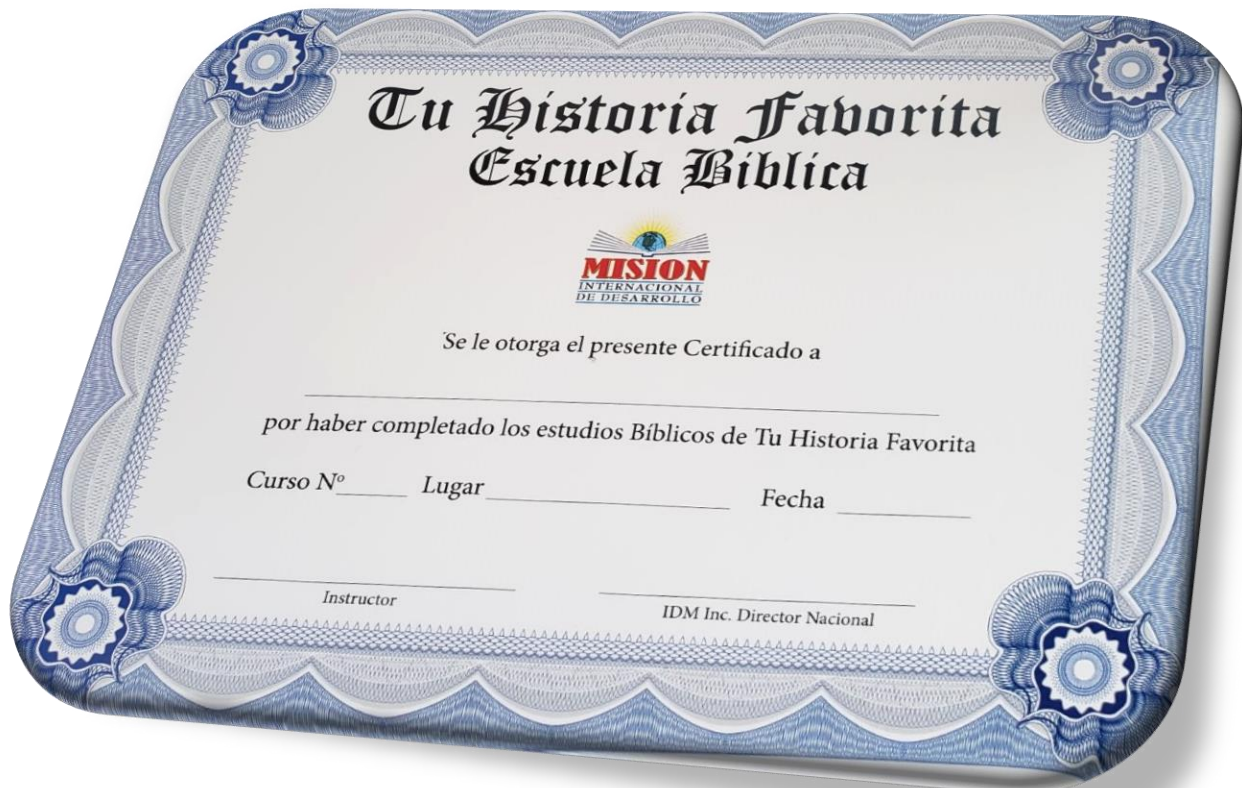 Tu Historia Favorita
Escuela Biblica
MISION
INTERNACIONAL
DE DESARROLLO
Se le otorga el presente Certificado a
por haber completado los estudios Bíblicos de Tu Historia Favorita
Curso Nº Lugar Fecha
Instructor IDM Inc. Director Nacional